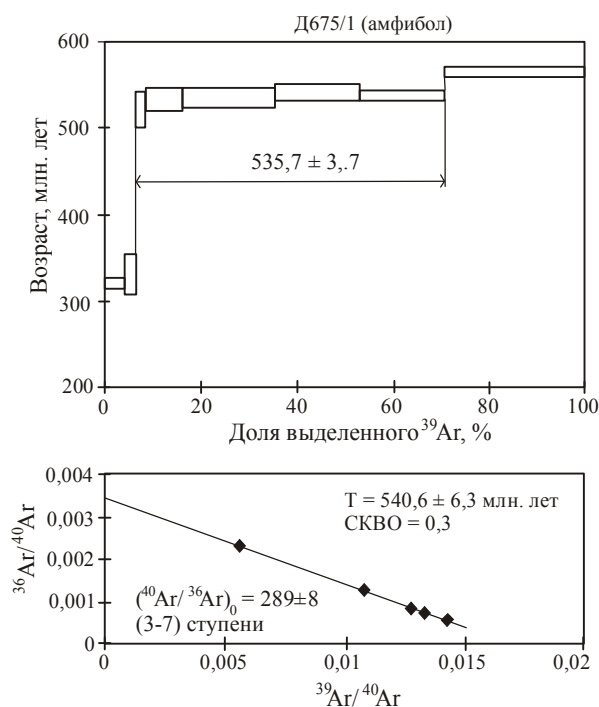 Д675/1 (амфибол)
600
500
400
300
200
Возраст, млн. лет
535,7 ± 3,.7
0 20 40 60 80 100
Доля выделенного ³⁹Ar, %
0,004
0,003
0,002
0,001
0
³⁶Ar/⁴⁰Ar
T = 540,6 ± 6,3 млн. лет
СКВО = 0,3
(⁴⁰Ar/ ³⁶Ar)₀ = 289±8
(3-7) ступени
0 0,005 0,01 0,015 0,02
³⁹Ar/⁴⁰Ar